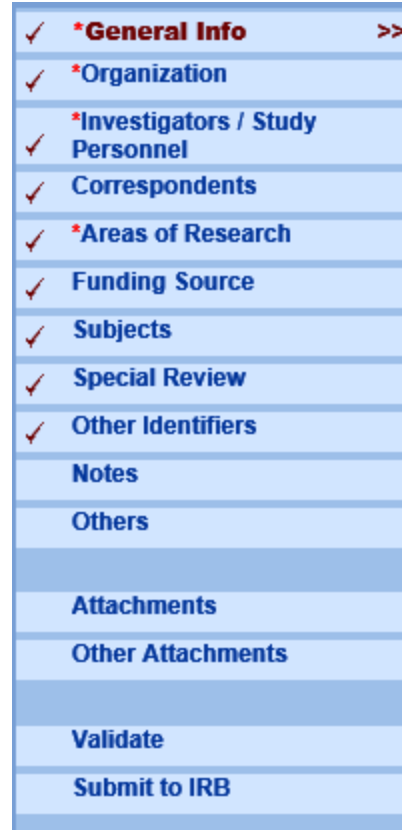 ✓ *General Info >>
✓ *Organization
*Investigators / Study
✓ Personnel
✓ Correspondents
✓ *Areas of Research
✓ Funding Source
✓ Subjects
✓ Special Review
✓ Other Identifiers
Notes
Others
Attachments
Other Attachments
Validate
Submit to IRB